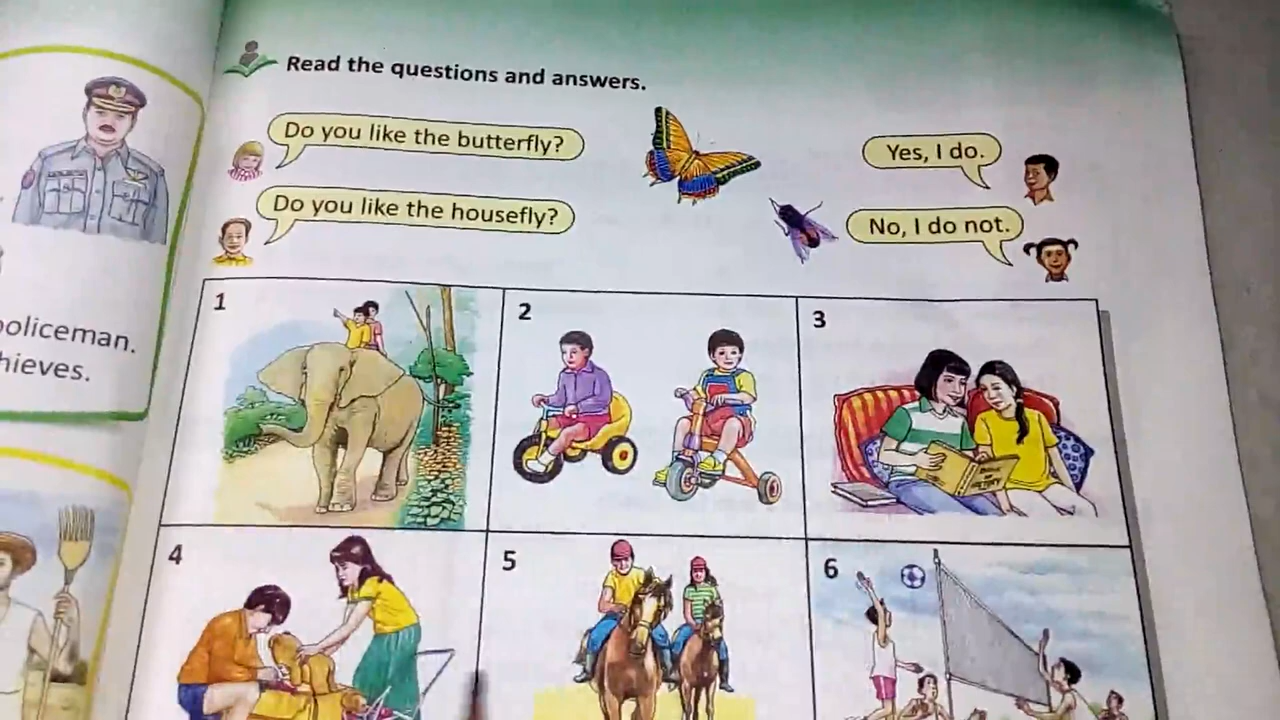 Read the questions and answers.
Do you like the butterfly?
Yes, I do.
Do you like the housefly?
No, I do not.
policeman.
hieves.
1
2
3
4
5
6